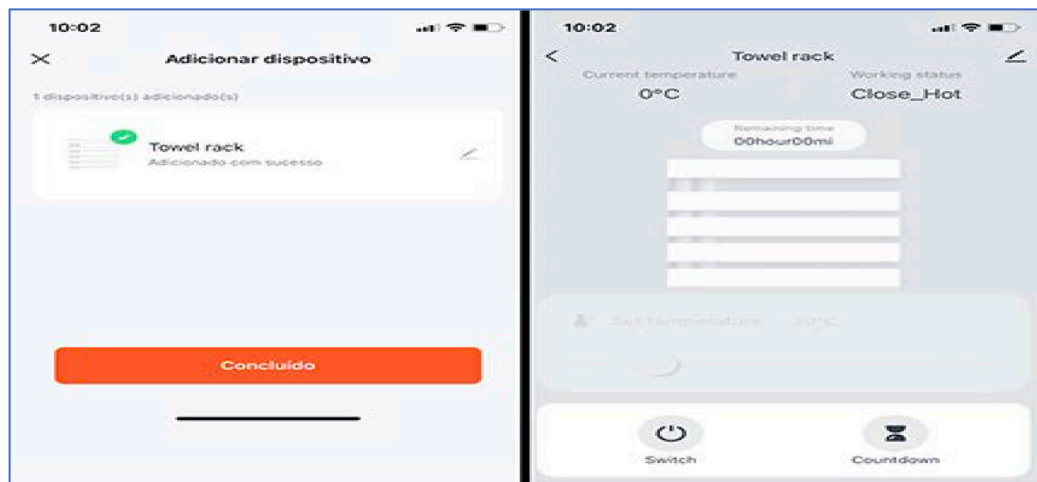 10:02
Adicionar dispositivo
1 dispositivo(s) adicionado(s)
Towel rack
Adicionado com sucesso
Concluído
10:02
Towel rack
Current temperature
0°C
Working status
Close_Hot
Remaining time
00hour00mi
Set temperature 30°C
Switch
Countdown